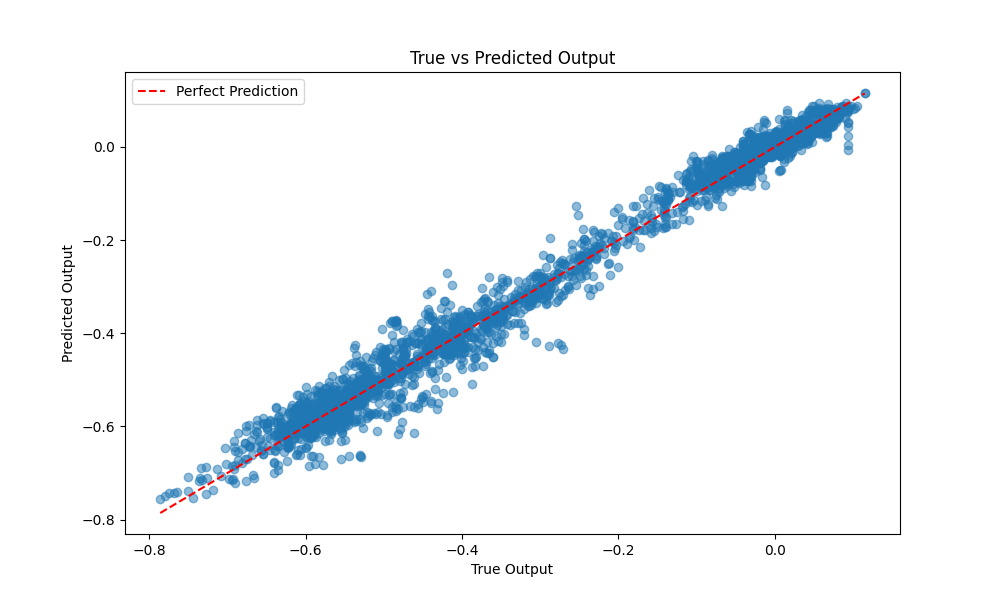 True vs Predicted Output
Perfect Prediction
Predicted Output
0.0
−0.2
−0.4
−0.6
−0.8
−0.8
−0.6
−0.4
−0.2
0.0
True Output